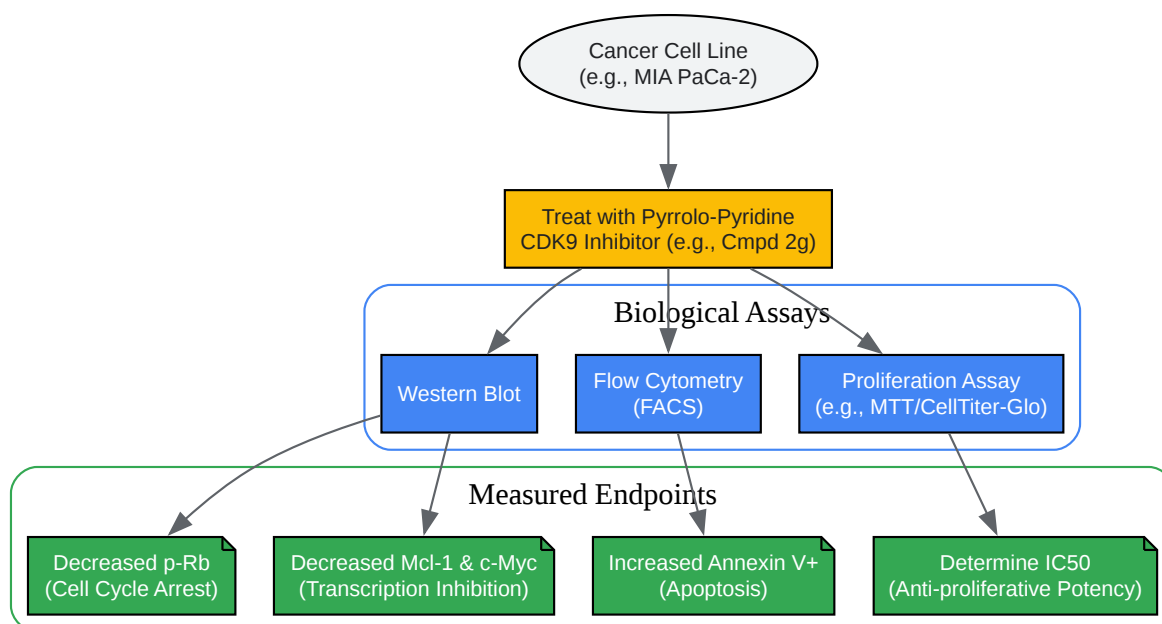 Cancer Cell Line
(e.g., MIA PaCa-2)
Treat with Pyrrolo-Pyridine
CDK9 Inhibitor (e.g., Cmpd 2g)
Biological Assays
Western Blot
Flow Cytometry
(FACS)
Proliferation Assay
(e.g., MTT/CellTiter-Glo)
Measured Endpoints
Decreased p-Rb
(Cell Cycle Arrest)
Decreased Mcl-1 & c-Myc
(Transcription Inhibition)
Increased Annexin V+
(Apoptosis)
Determine IC50
(Anti-proliferative Potency)